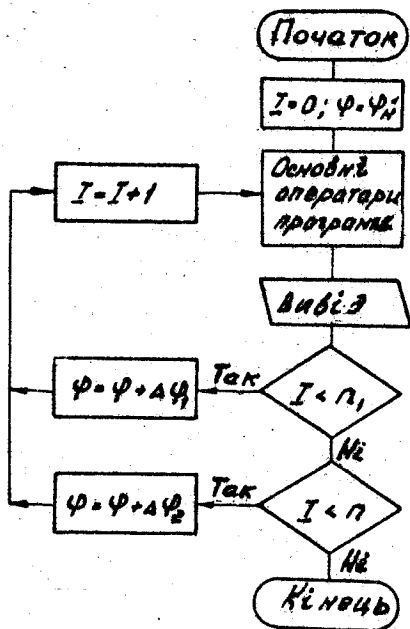 Початок
I=0; φ=φн;
Основні
оператори
програми
I=I+1
Вивід
I<n₁
Так
φ=φ+Δφ₁
Ні
I<n
Так
φ=φ+Δφ₂
Ні
Кінець